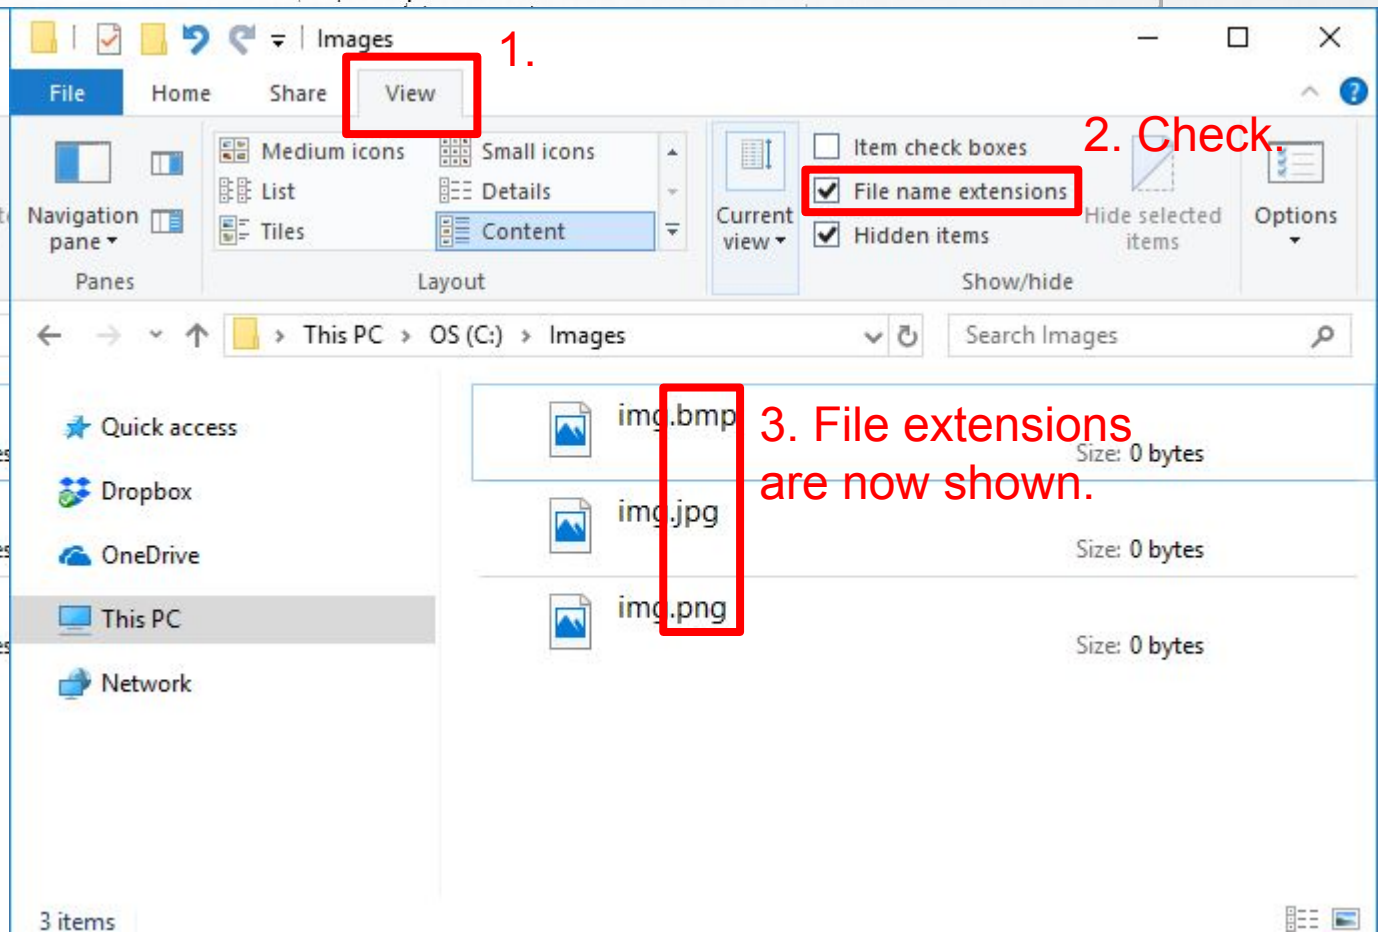 Images
1.
File Home Share View
Medium icons Small icons
Item check boxes
2. Check.
List Details
File name extensions
Navigation pane
Tiles Content
Current view
Hidden items
Hide selected items
Options
Panes Layout Show/hide
This PC > OS (C:) > Images
Search Images
Quick access
Dropbox
OneDrive
This PC
Network
img.bmp
Size: 0 bytes
3. File extensions
are now shown.
img.jpg
Size: 0 bytes
img.png
Size: 0 bytes
3 items